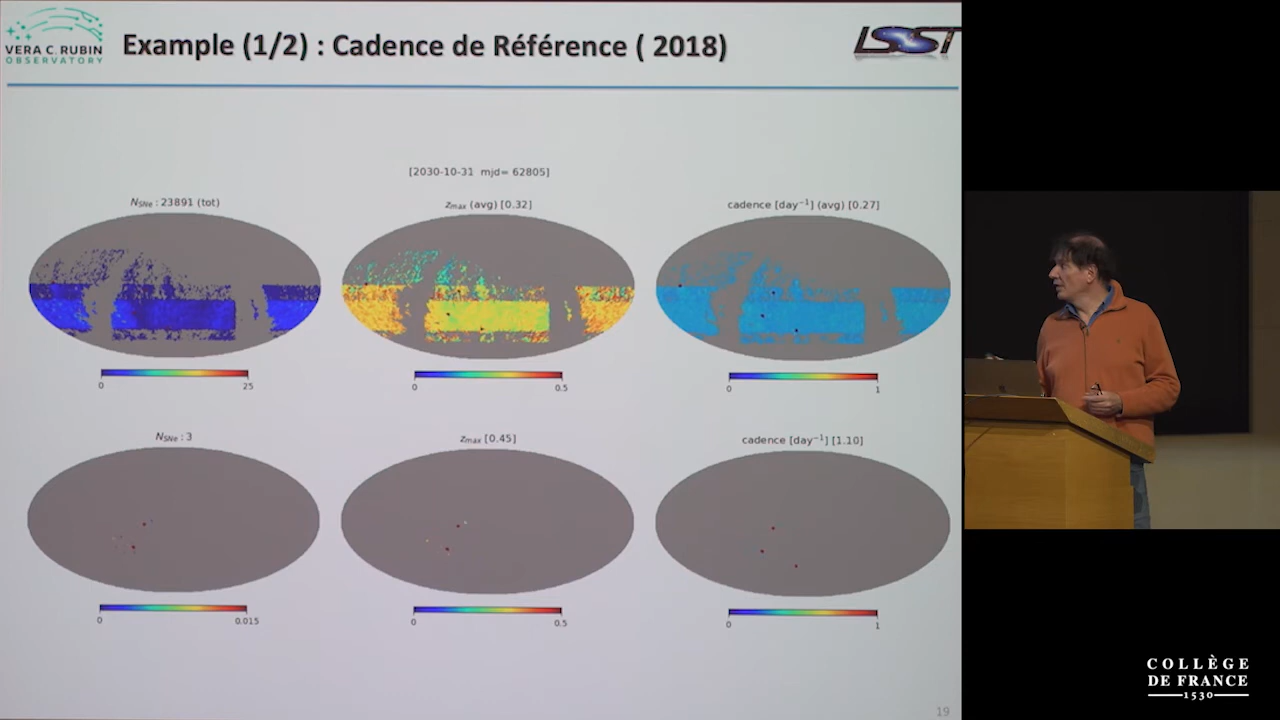 VERA C. RUBIN
OBSERVATORY
Example (1/2) : Cadence de Référence ( 2018)
LSST
[2030-10-31 mjd= 62805]
N_SNe : 23891 (tot)
z_max (avg) [0.32]
cadence [day⁻¹] (avg) [0.27]
0 25
0 0.5
0 1
N_SNe : 3
z_max [0.45]
cadence [day⁻¹] [1.10]
0 0.015
0 0.5
0 1
19
COLLÈGE
DE FRANCE
1530